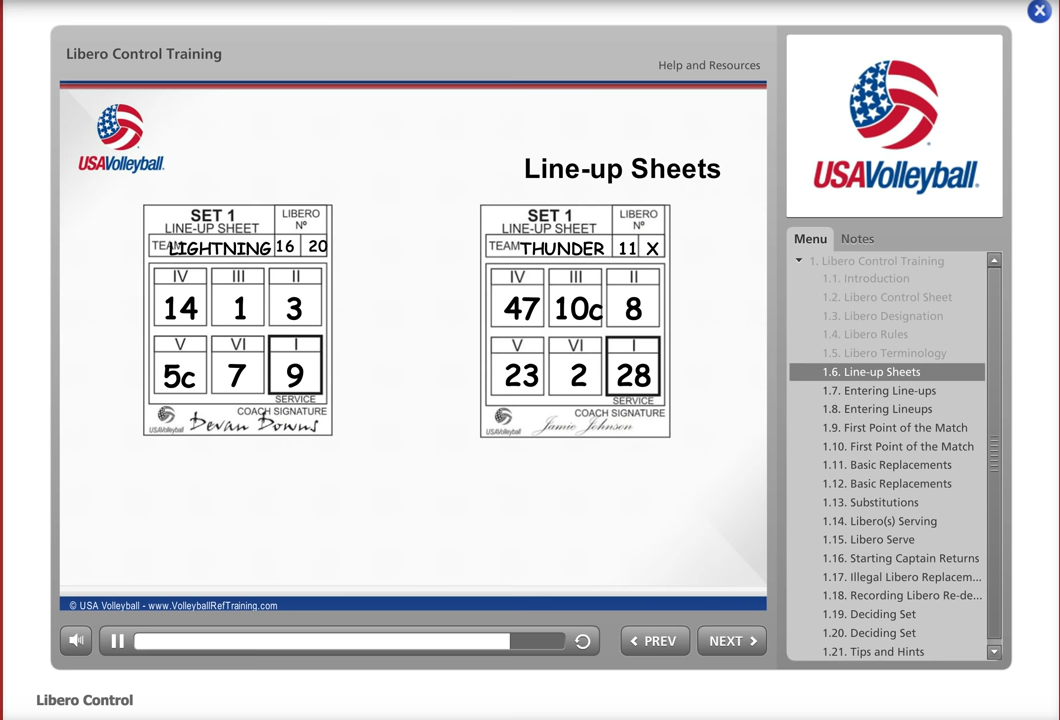 Libero Control Training
Help and Resources
USAVolleyball.
Line-up Sheets
SET 1
LINE-UP SHEET
LIBERO
Nº
TEAM LIGHTNING 16 20
IV III II
14 1 3
V VI I
5c 7 9
SERVICE
COACH SIGNATURE
USAVolleyball Devan Downs
SET 1
LINE-UP SHEET
LIBERO
Nº
TEAM THUNDER 11 X
IV III II
47 10c 8
V VI I
23 2 28
SERVICE
COACH SIGNATURE
USAVolleyball Jamie Johnson
© USA Volleyball - www.VolleyballRefTraining.com
PREV NEXT
USAVolleyball.
Menu Notes
1. Libero Control Training
1.1. Introduction
1.2. Libero Control Sheet
1.3. Libero Designation
1.4. Libero Rules
1.5. Libero Terminology
1.6. Line-up Sheets
1.7. Entering Line-ups
1.8. Entering Lineups
1.9. First Point of the Match
1.10. First Point of the Match
1.11. Basic Replacements
1.12. Basic Replacements
1.13. Substitutions
1.14. Libero(s) Serving
1.15. Libero Serve
1.16. Starting Captain Returns
1.17. Illegal Libero Replacem...
1.18. Recording Libero Re-de...
1.19. Deciding Set
1.20. Deciding Set
1.21. Tips and Hints
Libero Control